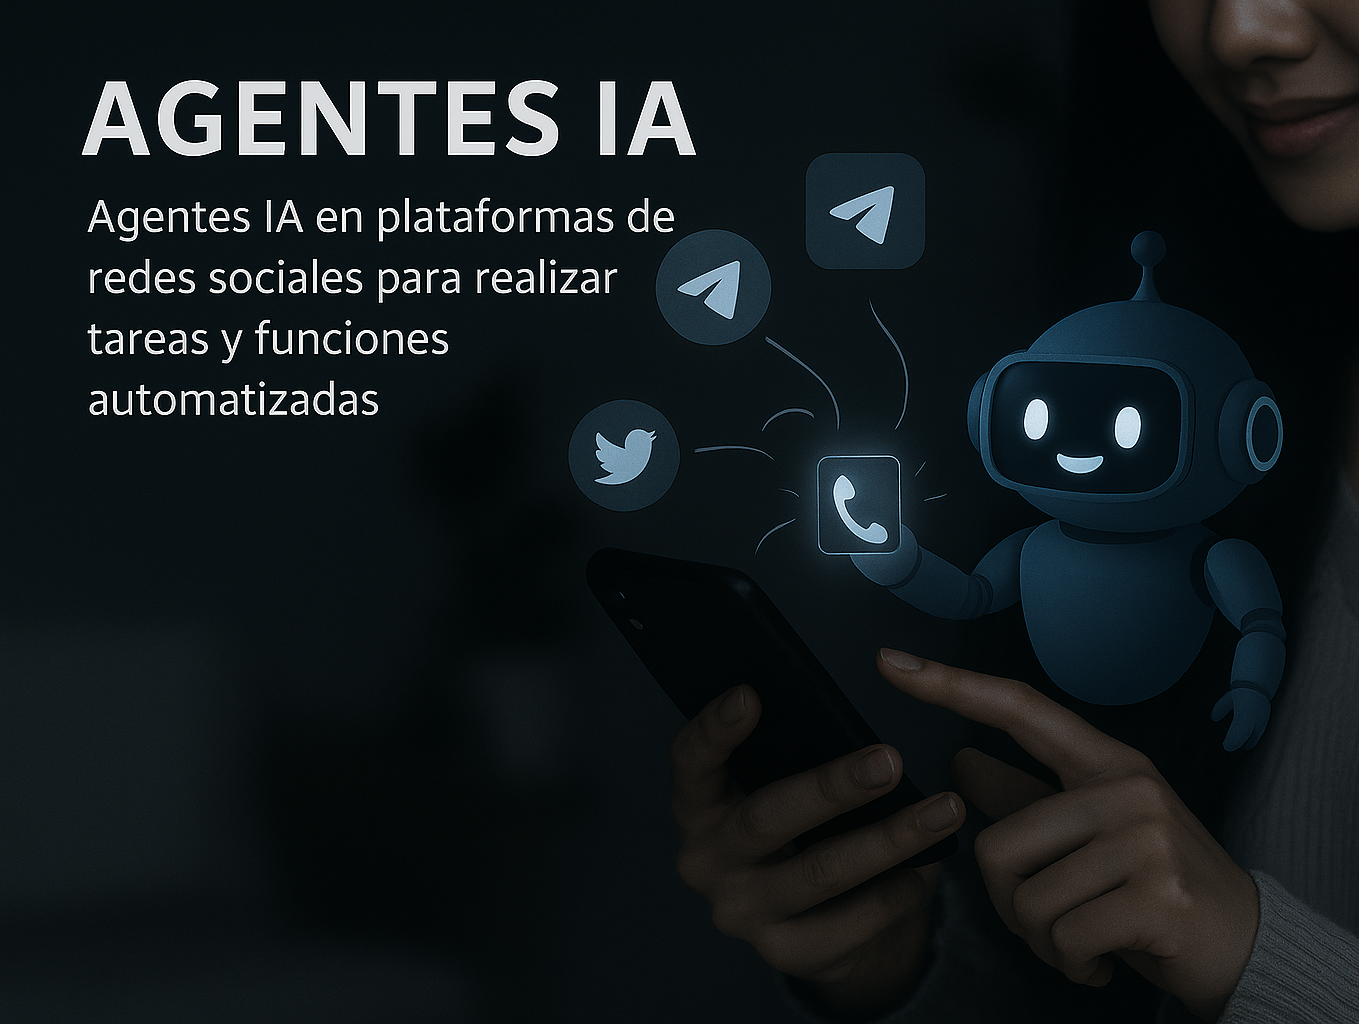 AGENTES IA
Agentes IA en plataformas de
redes sociales para realizar
tareas y funciones
automatizadas